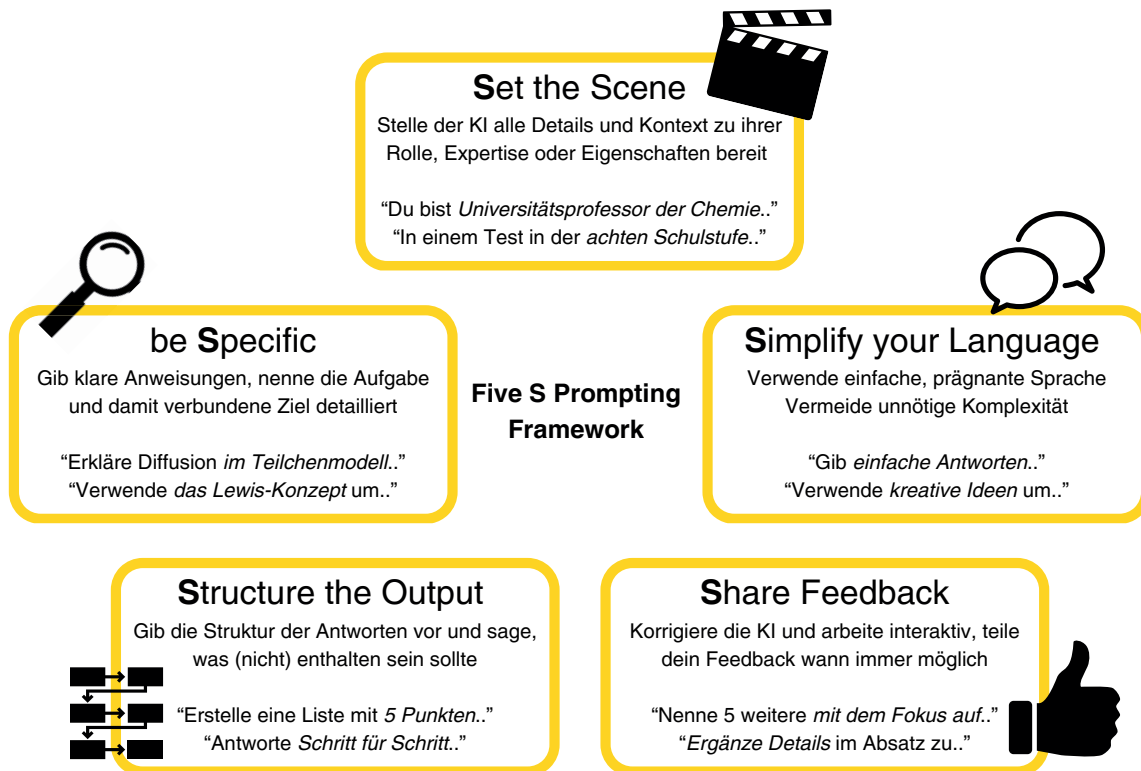 Set the Scene
Stelle der KI alle Details und Kontext zu ihrer
Rolle, Expertise oder Eigenschaften bereit
“Du bist Universitätsprofessor der Chemie..”
“In einem Test in der achten Schulstufe..”
be Specific
Gib klare Anweisungen, nenne die Aufgabe
und damit verbundene Ziel detailliert
“Erkläre Diffusion im Teilchenmodell..”
“Verwende das Lewis-Konzept um..”
Five S Prompting
Framework
Simplify your Language
Verwende einfache, prägnante Sprache
Vermeide unnötige Komplexität
“Gib einfache Antworten..”
“Verwende kreative Ideen um..”
Structure the Output
Gib die Struktur der Antworten vor und sage,
was (nicht) enthalten sein sollte
“Erstelle eine Liste mit 5 Punkten..”
“Antworte Schritt für Schritt..”
Share Feedback
Korrigiere die KI und arbeite interaktiv, teile
dein Feedback wann immer möglich
“Nenne 5 weitere mit dem Fokus auf..”
“Ergänze Details im Absatz zu..”